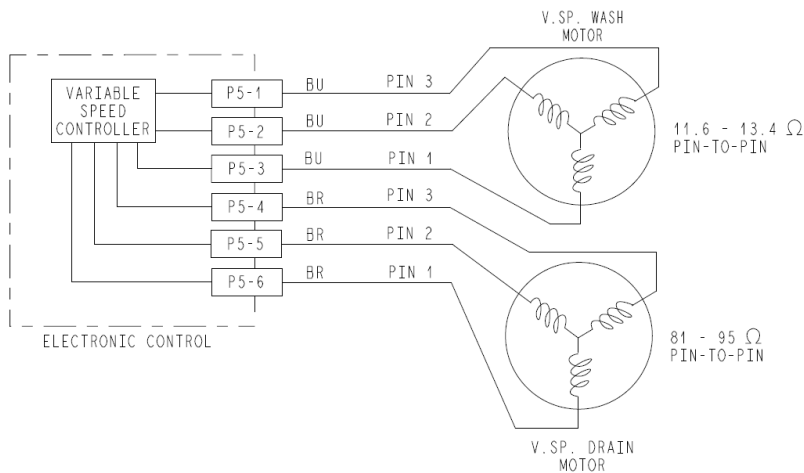 V.SP. WASH
MOTOR
VARIABLE
SPEED
CONTROLLER
P5-1 BU PIN 3
P5-2 BU PIN 2
P5-3 BU PIN 1
P5-4 BR PIN 3
P5-5 BR PIN 2
P5-6 BR PIN 1
11.6 - 13.4 Ω
PIN-TO-PIN
ELECTRONIC CONTROL
81 - 95 Ω
PIN-TO-PIN
V.SP. DRAIN
MOTOR